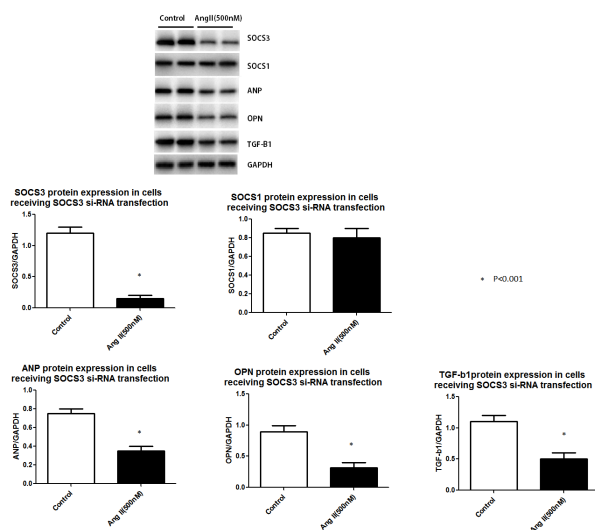 Control AngII(500nM)
SOCS3
SOCS1
ANP
OPN
TGF-B1
GAPDH
SOCS3 protein expression in cells
receiving SOCS3 si-RNA transfection
SOCS3/GAPDH
1.5
1.0
0.5
0.0
*
Control
Ang II(500nM)
SOCS1 protein expression in cells
receiving SOCS3 si-RNA transfection
SOCS1/GAPDH
1.0
0.8
0.6
0.4
0.2
0.0
Control
Ang II(500nM)
* P<0.001
ANP protein expression in cells
receiving SOCS3 si-RNA transfection
ANP/GAPDH
1.0
0.8
0.6
0.4
0.2
0.0
*
Control
Ang II(500nM)
OPN protein expression in cells
receiving SOCS3 si-RNA transfection
OPN/GAPDH
1.5
1.0
0.5
0.0
*
Control
Ang II(500nM)
TGF-b1protein expression in cells
receiving SOCS3 si-RNA transfection
TGF-b1/GAPDH
1.5
1.0
0.5
0.0
*
Control
Ang II(500nM)